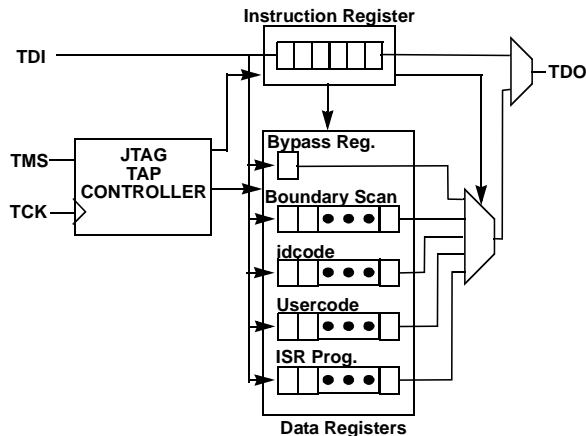 Instruction Register
TDI
TDO
TMS
JTAG
TAP
CONTROLLER
TCK
Bypass Reg.
Boundary Scan
idcode
Usercode
ISR Prog.
Data Registers